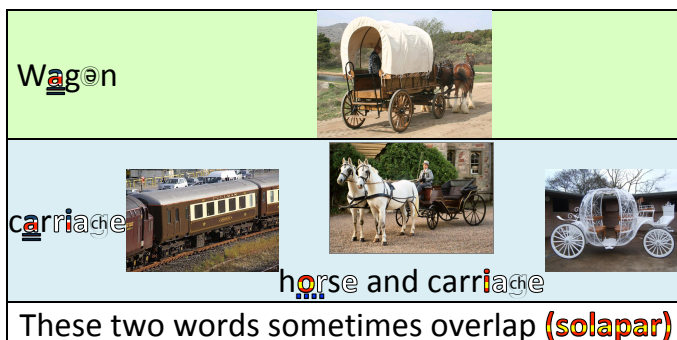 Wagon
carriage
horse and carriage
These two words sometimes overlap (solapar)